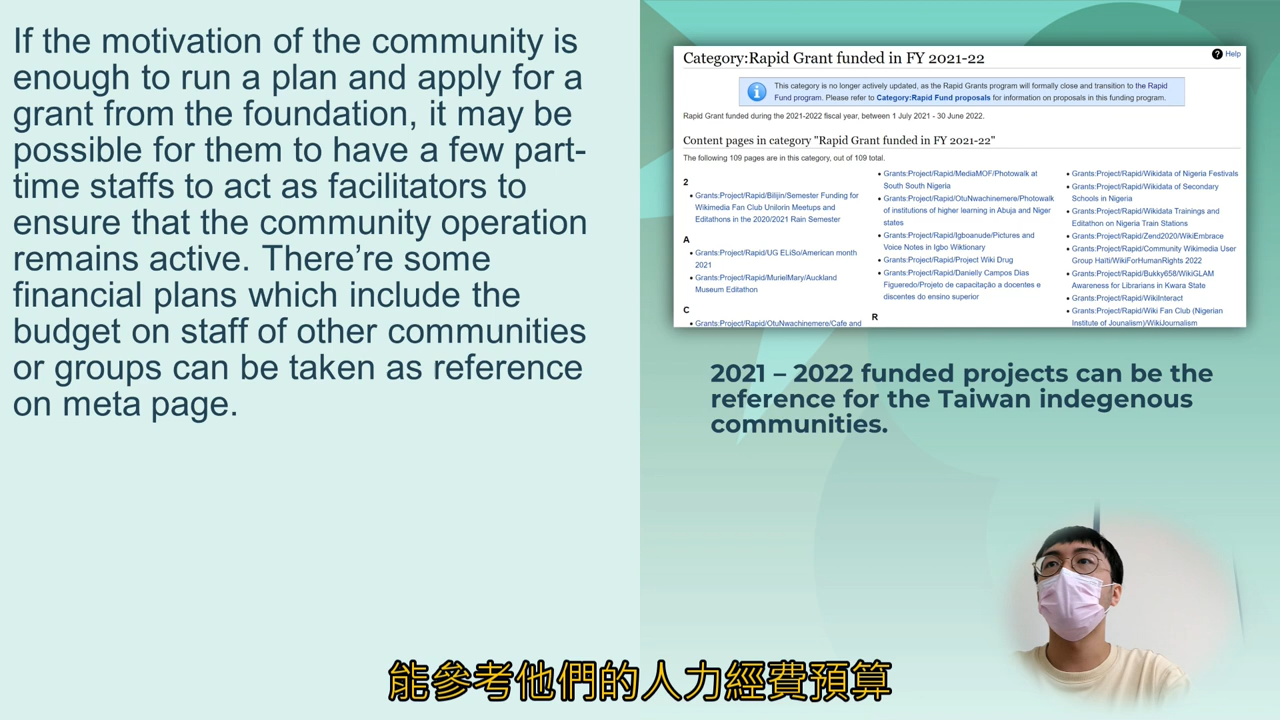 If the motivation of the community is
enough to run a plan and apply for a
grant from the foundation, it may be
possible for them to have a few part-
time staffs to act as facilitators to
ensure that the community operation
remains active. There’re some
financial plans which include the
budget on staff of other communities
or groups can be taken as reference
on meta page.
Category:Rapid Grant funded in FY 2021-22
Help
This category is no longer actively updated, as the Rapid Grants program will formally close and transition to the Rapid
Fund program. Please refer to Category:Rapid Fund proposals for information on proposals in this funding program.
Rapid Grant funded during the 2021-2022 fiscal year, between 1 July 2021 - 30 June 2022.
Content pages in category "Rapid Grant funded in FY 2021-22"
The following 109 pages are in this category, out of 109 total.
2
Grants:Project/Rapid/Bilijin/Semester Funding for
Wikimedia Fan Club Unilorin Meetups and
Editathons in the 2020/2021 Rain Semester
A
Grants:Project/Rapid/UG ELiSo/American month
2021
Grants:Project/Rapid/MurielMary/Auckland
Museum Editathon
C
Grants:Project/Rapid/OtuNwachinemere/Cafe and
Grants:Project/Rapid/MediaMOF/Photowalk at
South South Nigeria
Grants:Project/Rapid/OtuNwachinemere/Photowalk
of institutions of higher learning in Abuja and Niger
states
Grants:Project/Rapid/Igboanude/Pictures and
Voice Notes in Igbo Wiktionary
Grants:Project/Rapid/Project Wiki Drug
Grants:Project/Rapid/Danielly Campos Dias
Figueredo/Projeto de capacitação a docentes e
discentes do ensino superior
R
Grants:Project/Rapid/Wikidata of Nigeria Festivals
Grants:Project/Rapid/Wikidata of Secondary
Schools in Nigeria
Grants:Project/Rapid/Wikidata Trainings and
Editathon on Nigeria Train Stations
Grants:Project/Rapid/Zend2020/WikiEmbrace
Grants:Project/Rapid/Community Wikimedia User
Group Haïti/WikiForHumanRights 2022
Grants:Project/Rapid/Bukky658/WikiGLAM
Awareness for Librarians in Kwara State
Grants:Project/Rapid/WikiInteract
Grants:Project/Rapid/Wiki Fan Club (Nigerian
Institute of Jounalism)/WikiJournalism
2021 – 2022 funded projects can be the
reference for the Taiwan indegenous
communities.
能參考他們的人力經費預算